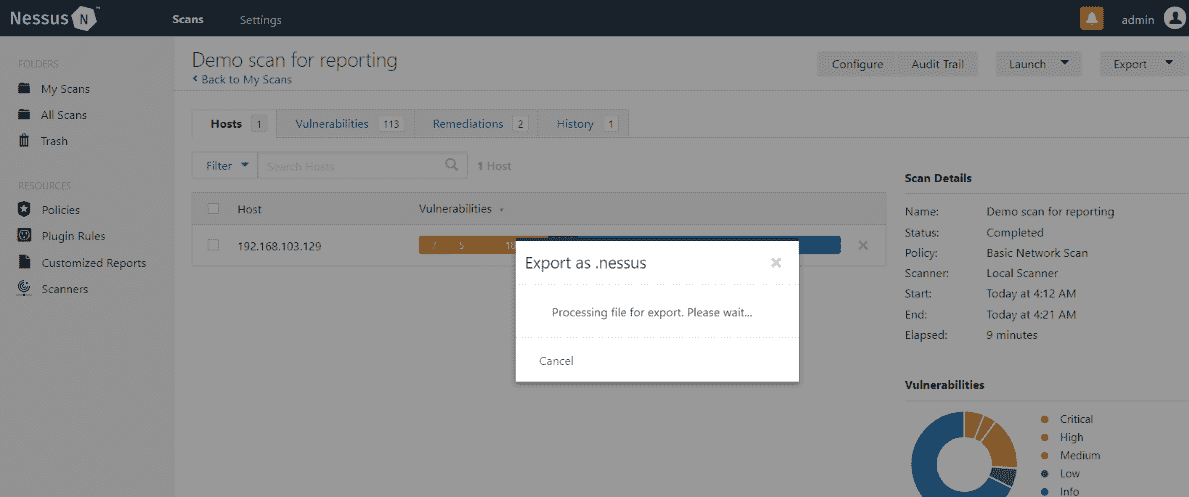 Nessus N
Scans
Settings
admin
FOLDERS
My Scans
All Scans
Trash
RESOURCES
Policies
Plugin Rules
Customized Reports
Scanners
Demo scan for reporting
Back to My Scans
Configure
Audit Trail
Launch
Export
Hosts 1
Vulnerabilities 113
Remediations 2
History 1
Filter
Search Hosts
1 Host
Host
Vulnerabilities
192.168.103.129
7 5 18
Export as .nessus
Processing file for export. Please wait...
Cancel
Scan Details
Name: Demo scan for reporting
Status: Completed
Policy: Basic Network Scan
Scanner: Local Scanner
Start: Today at 4:12 AM
End: Today at 4:21 AM
Elapsed: 9 minutes
Vulnerabilities
Critical
High
Medium
Low
Info